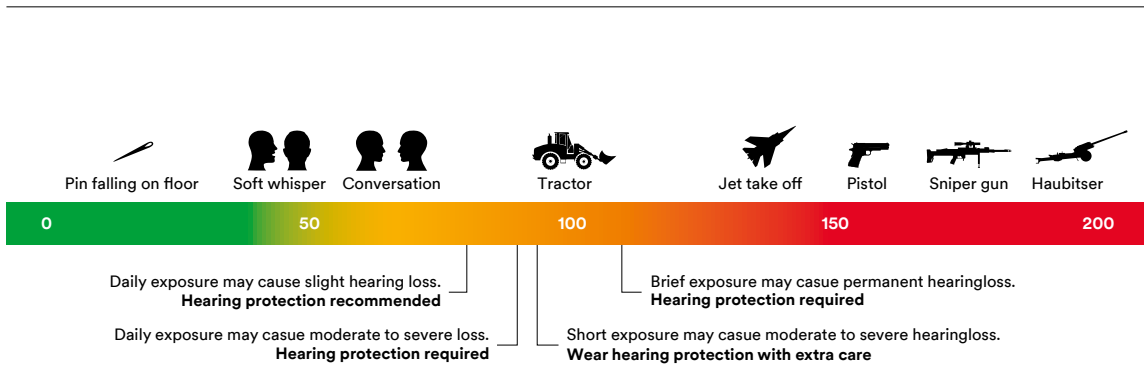 Pin falling on floor
Soft whisper
Conversation
Tractor
Jet take off
Pistol
Sniper gun
Haubitser
0
50
100
150
200
Daily exposure may cause slight hearing loss.
Hearing protection recommended
Daily exposure may casue moderate to severe loss.
Hearing protection required
Brief exposure may casue permanent hearingloss.
Hearing protection required
Short exposure may casue moderate to severe hearingloss.
Wear hearing protection with extra care